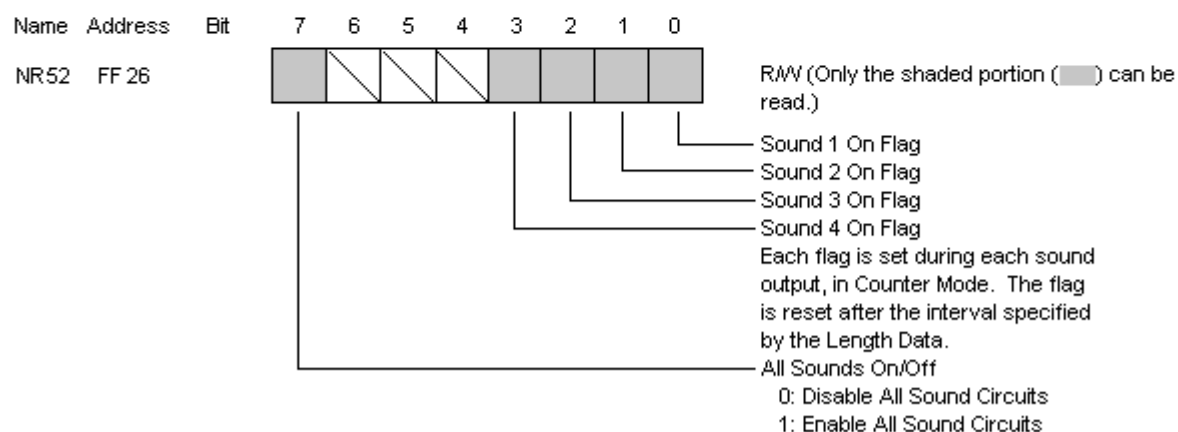 Name Address Bit 7 6 5 4 3 2 1 0
NR52 FF 26
R/W (Only the shaded portion ( ) can be
read.)
Sound 1 On Flag
Sound 2 On Flag
Sound 3 On Flag
Sound 4 On Flag
Each flag is set during each sound
output, in Counter Mode. The flag
is reset after the interval specified
by the Length Data.
All Sounds On/Off
0: Disable All Sound Circuits
1: Enable All Sound Circuits